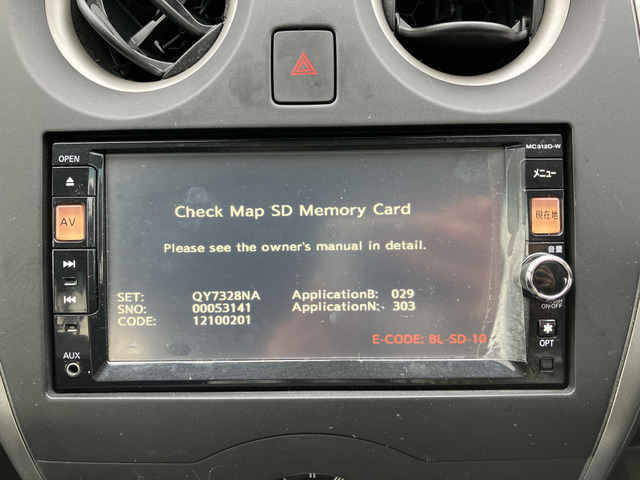 OPEN
MC312D-W
メニュー
AV
現在地
音量
Check Map SD Memory Card
Please see the owner's manual in detail.
SET: QY7328NA ApplicationB: 029
SNO: 00053141 ApplicationN: 303
CODE: 12100201
E-CODE: BL-SD-10
ON·OFF
AUX
OPT